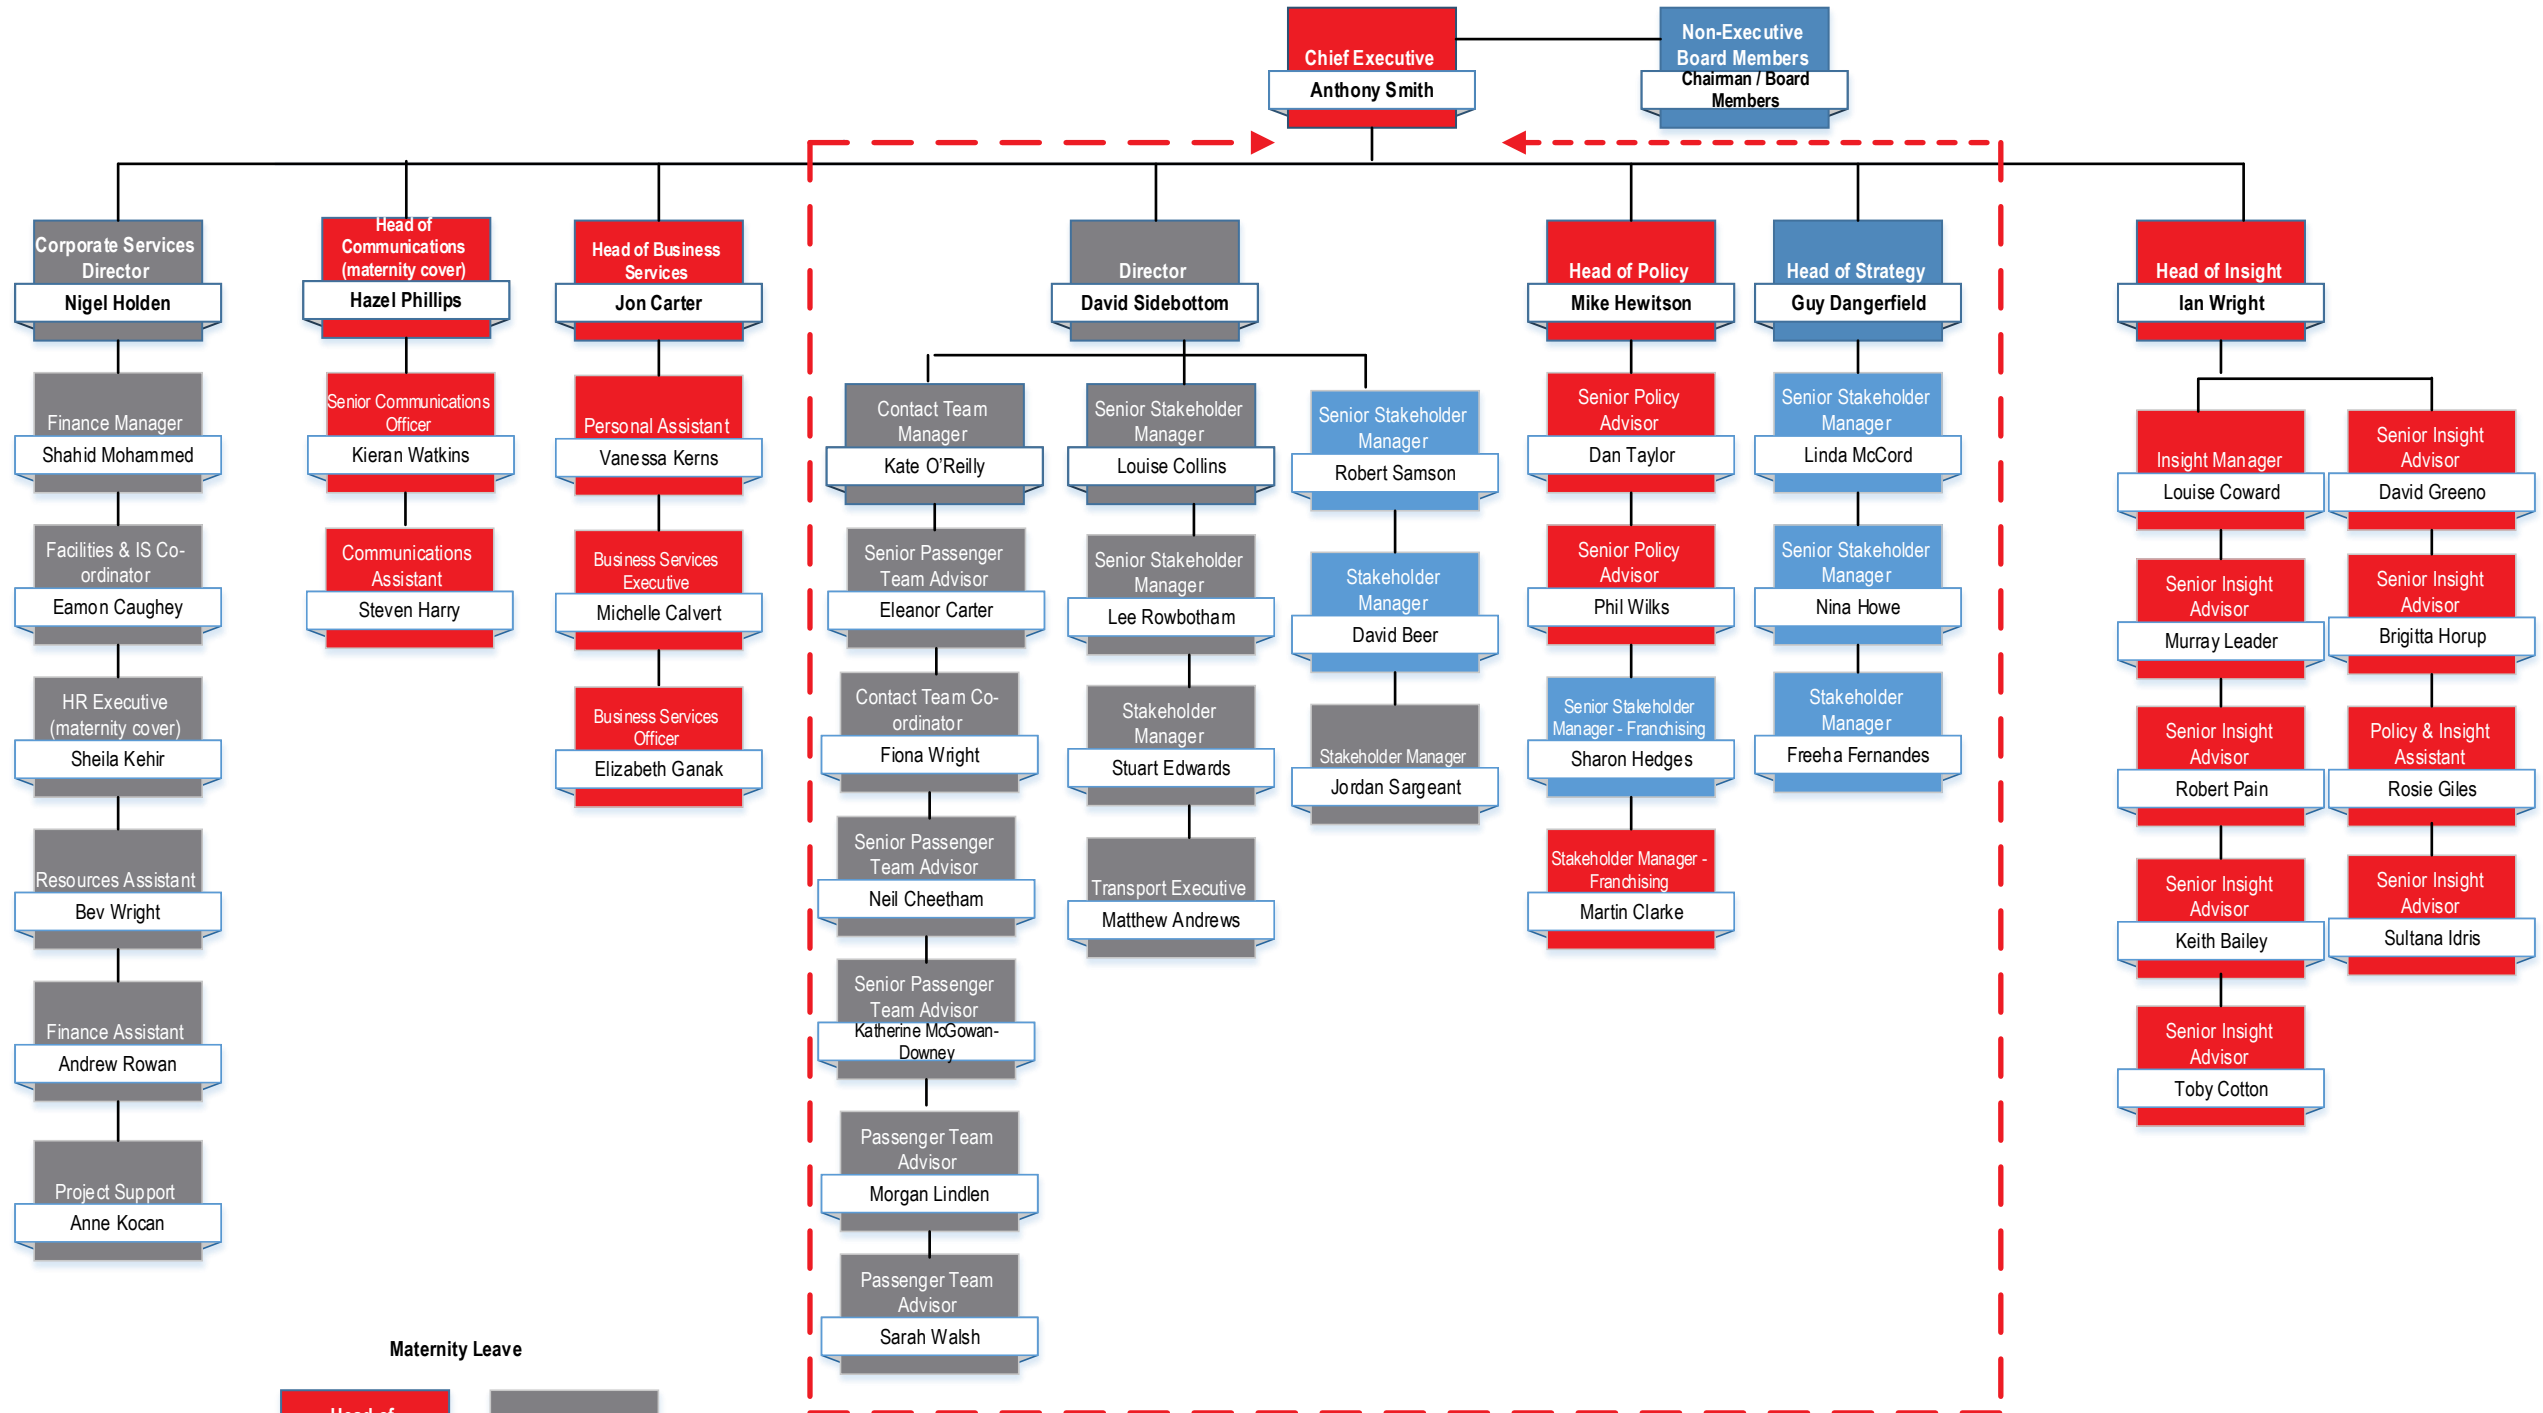 Chief Executive
Anthony Smith
Non-Executive
Board Members
Chairman / Board
Members
Corporate Services
Director
Nigel Holden
Finance Manager
Shahid Mohammed
Facilities & IS Co-
ordinator
Eamon Caughey
HR Executive
(maternity cover)
Sheila Kehir
Resources Assistant
Bev Wright
Finance Assistant
Andrew Rowan
Project Support
Anne Kocan
Head of
Communications
(maternity cover)
Hazel Phillips
Senior Communications
Officer
Kieran Watkins
Communications
Assistant
Steven Harry
Head of Business
Services
Jon Carter
Personal Assistant
Vanessa Kerns
Business Services
Executive
Michelle Calvert
Business Services
Officer
Elizabeth Ganak
Director
David Sidebottom
Contact Team
Manager
Kate O’Reilly
Senior Passenger
Team Advisor
Eleanor Carter
Contact Team Co-
ordinator
Fiona Wright
Senior Passenger
Team Advisor
Neil Cheetham
Senior Passenger
Team Advisor
Katherine McGowan-
Downey
Passenger Team
Advisor
Morgan Lindlen
Passenger Team
Advisor
Sarah Walsh
Senior Stakeholder
Manager
Louise Collins
Senior Stakeholder
Manager
Lee Rowbotham
Stakeholder
Manager
Stuart Edwards
Transport Executive
Matthew Andrews
Senior Stakeholder
Manager
Robert Samson
Stakeholder
Manager
David Beer
Stakeholder Manager
Jordan Sargeant
Head of Policy
Mike Hewitson
Senior Policy
Advisor
Dan Taylor
Senior Policy
Advisor
Phil Wilks
Senior Stakeholder
Manager - Franchising
Sharon Hedges
Stakeholder Manager -
Franchising
Martin Clarke
Head of Strategy
Guy Dangerfield
Senior Stakeholder
Manager
Linda McCord
Senior Stakeholder
Manager
Nina Howe
Stakeholder
Manager
Freeha Fernandes
Head of Insight
Ian Wright
Insight Manager
Louise Coward
Senior Insight
Advisor
Murray Leader
Senior Insight
Advisor
Robert Pain
Senior Insight
Advisor
Keith Bailey
Senior Insight
Advisor
Toby Cotton
Senior Insight
Advisor
David Greeno
Senior Insight
Advisor
Brigitta Horup
Policy & Insight
Assistant
Rosie Giles
Senior Insight
Advisor
Sultana Idris
Maternity Leave
Head of